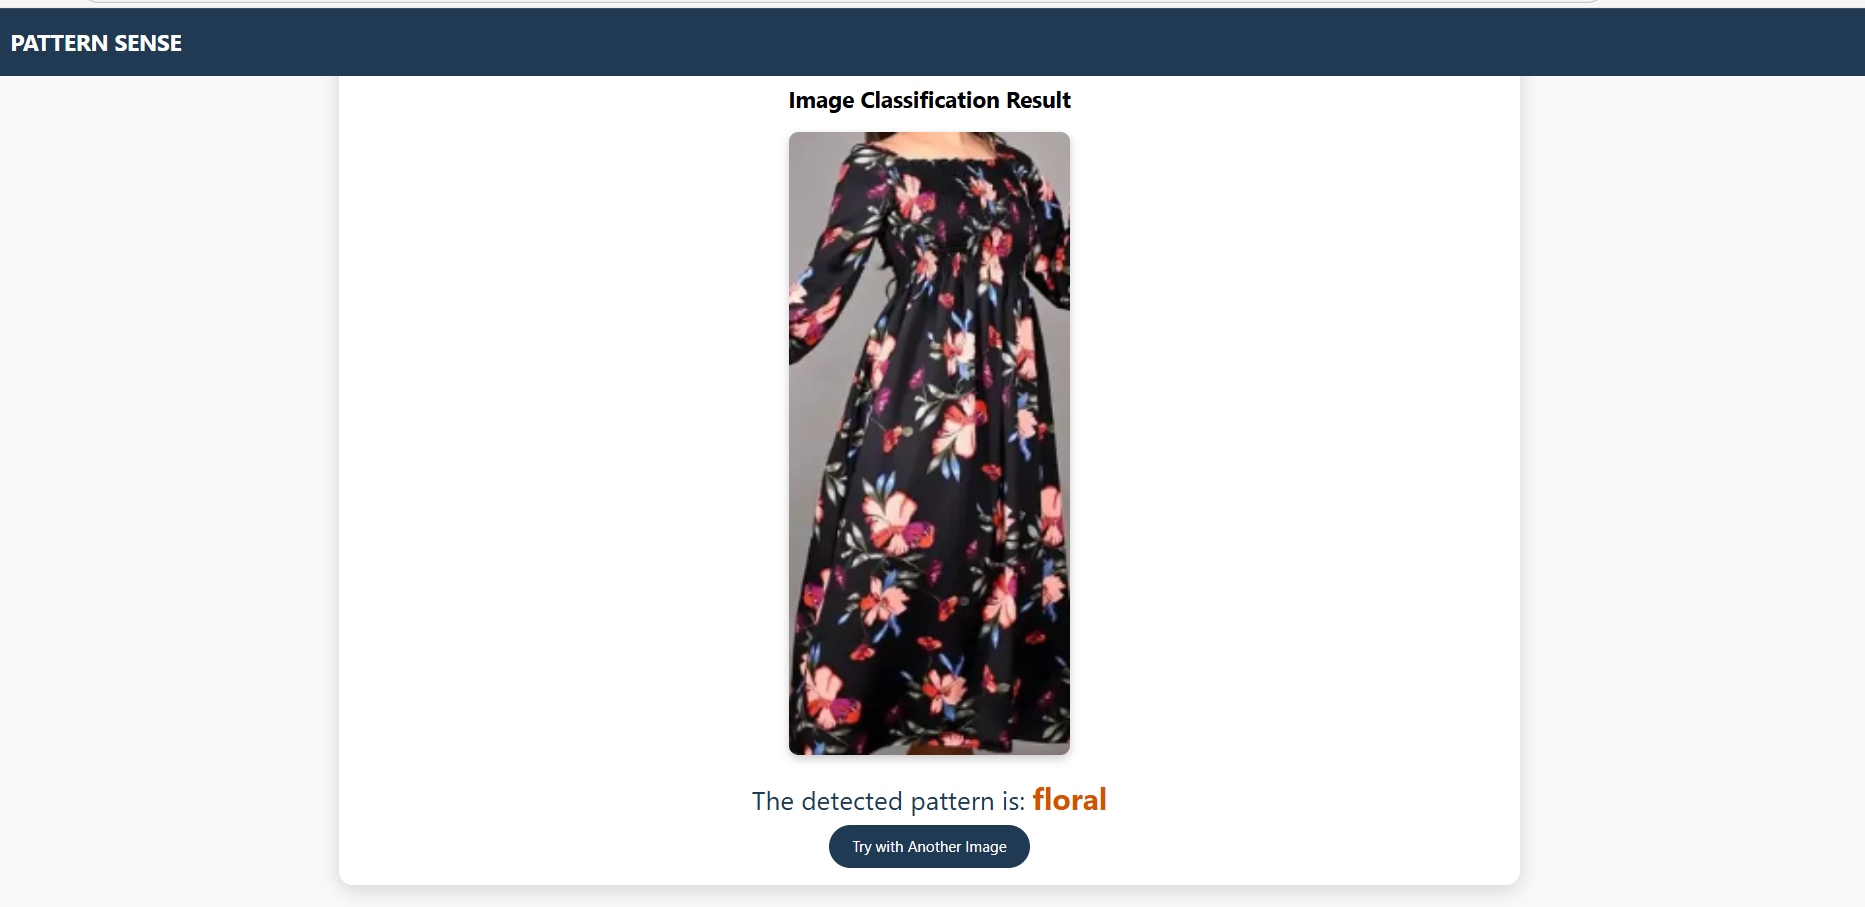 PATTERN SENSE
Image Classification Result
The detected pattern is: floral
Try with Another Image